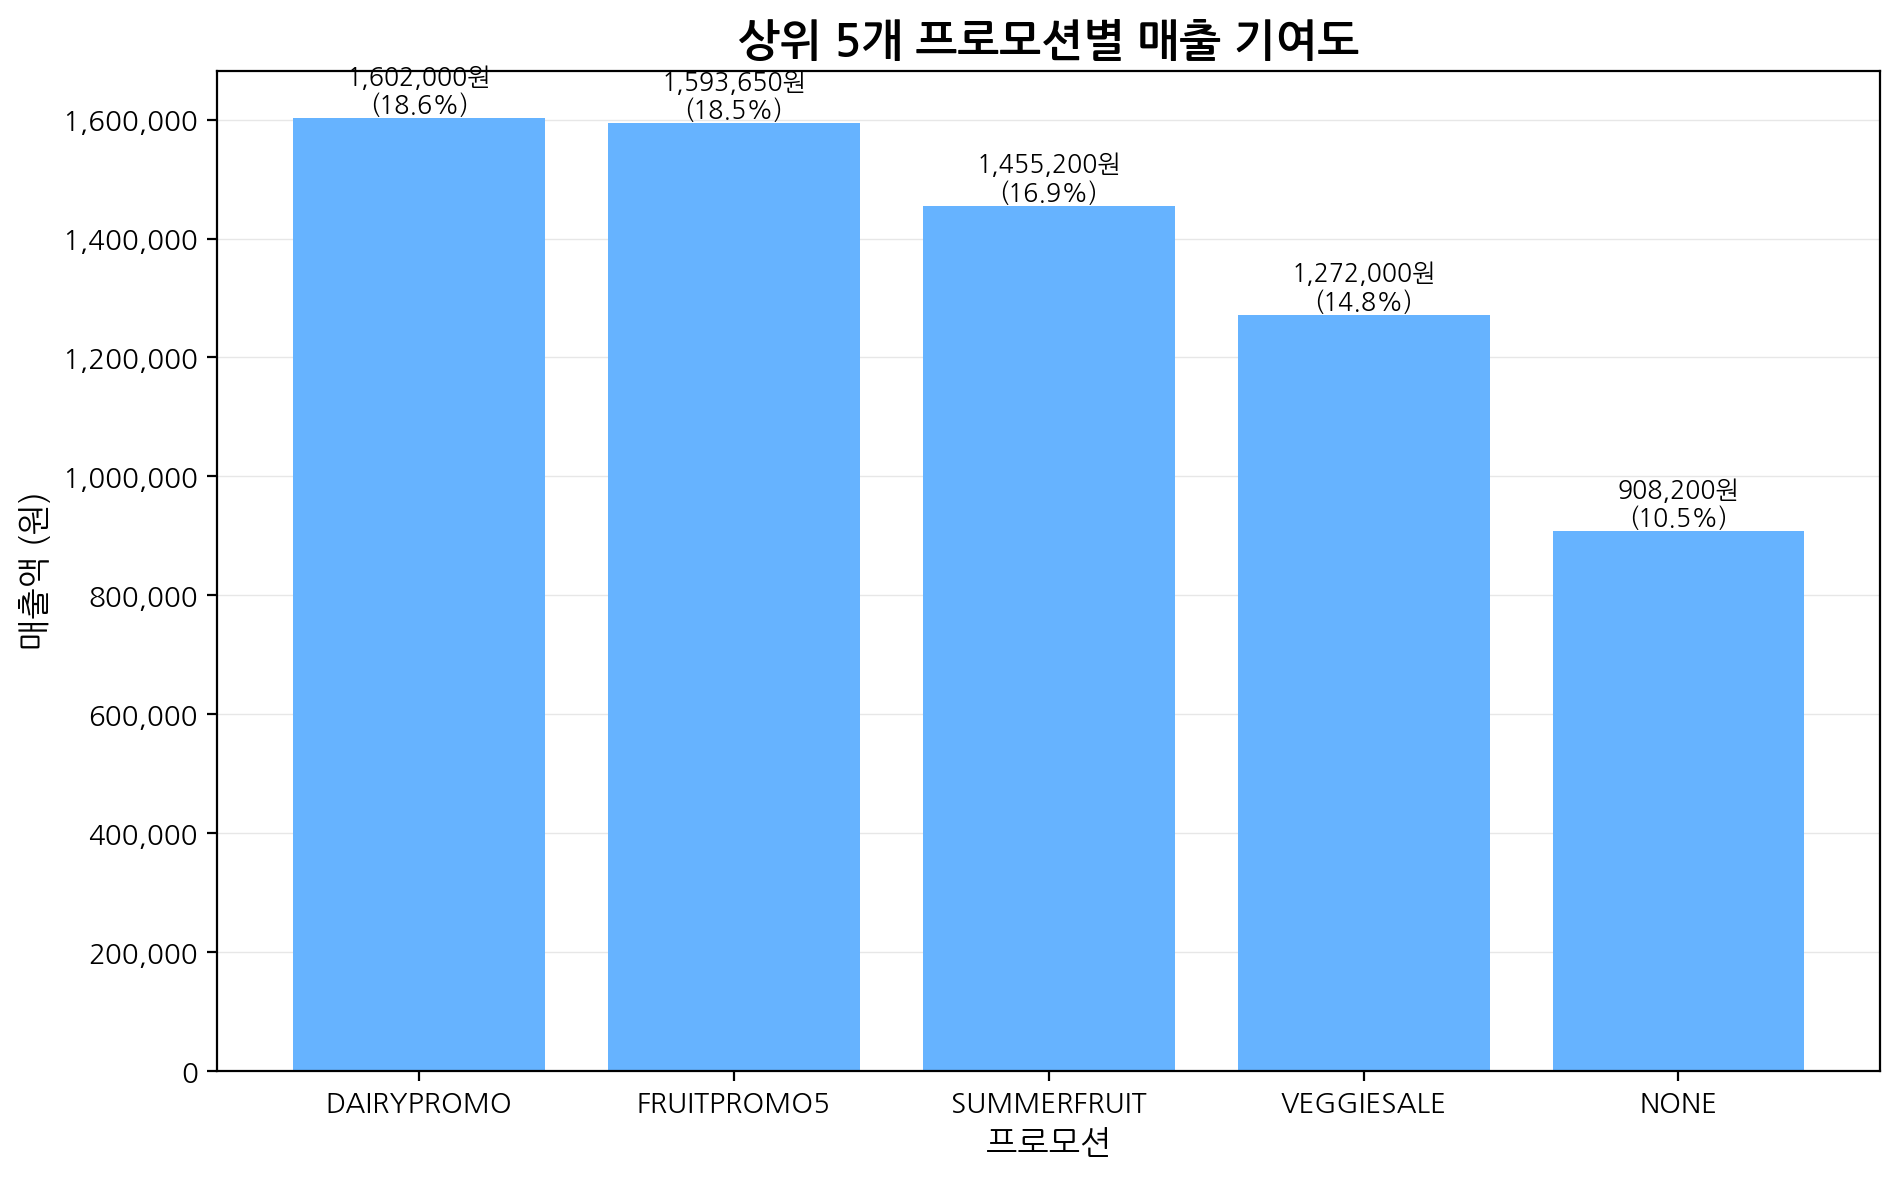 상위 5개 프로모션별 매출 기여도
1,602,000원
(18.6%)
1,593,650원
(18.5%)
1,455,200원
(16.9%)
1,272,000원
(14.8%)
908,200원
(10.5%)
매출액 (원)
1,600,000
1,400,000
1,200,000
1,000,000
800,000
600,000
400,000
200,000
0
DAIRYPROMO
FRUITPROMO5
SUMMERFRUIT
VEGGIESALE
NONE
프로모션